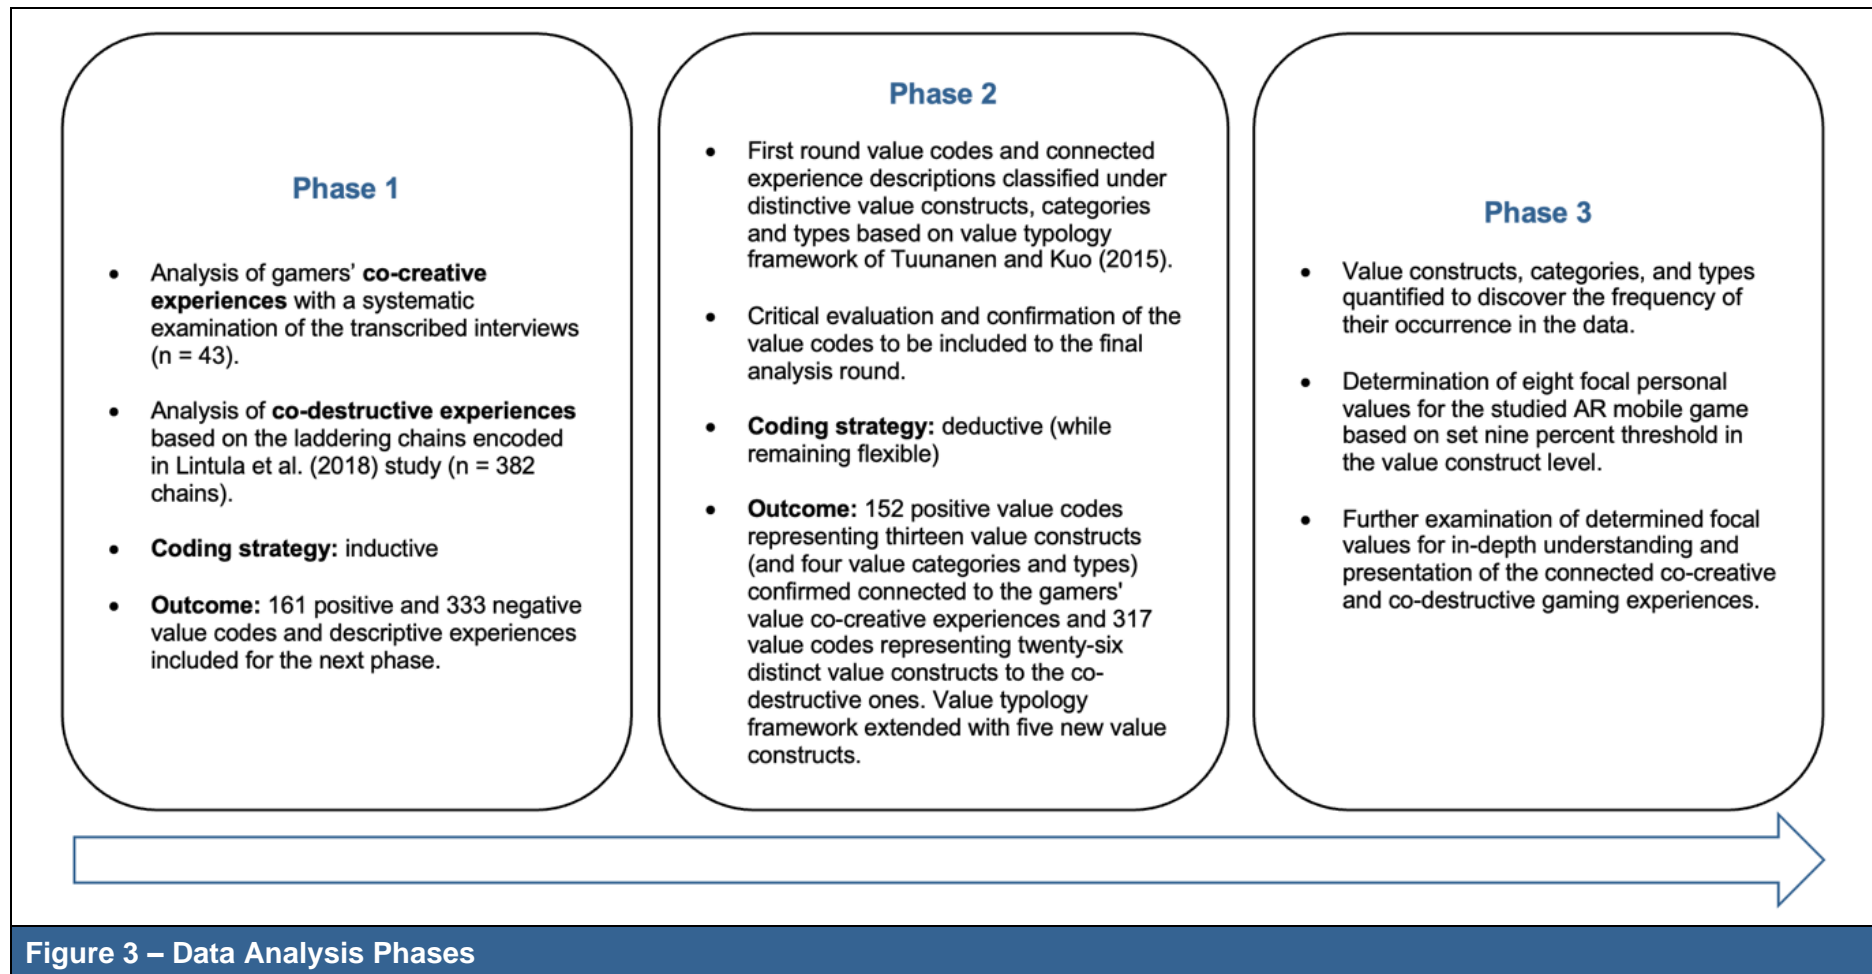 Phase 1
• Analysis of gamers' co-creative
experiences with a systematic
examination of the transcribed interviews
(n = 43).
• Analysis of co-destructive experiences
based on the laddering chains encoded
in Lintula et al. (2018) study (n = 382
chains).
• Coding strategy: inductive
• Outcome: 161 positive and 333 negative
value codes and descriptive experiences
included for the next phase.
Phase 2
• First round value codes and connected
experience descriptions classified under
distinctive value constructs, categories
and types based on value typology
framework of Tuunanen and Kuo (2015).
• Critical evaluation and confirmation of the
value codes to be included to the final
analysis round.
• Coding strategy: deductive (while
remaining flexible)
• Outcome: 152 positive value codes
representing thirteen value constructs
(and four value categories and types)
confirmed connected to the gamers'
value co-creative experiences and 317
value codes representing twenty-six
distinct value constructs to the co-
destructive ones. Value typology
framework extended with five new value
constructs.
Phase 3
• Value constructs, categories, and types
quantified to discover the frequency of
their occurrence in the data.
• Determination of eight focal personal
values for the studied AR mobile game
based on set nine percent threshold in
the value construct level.
• Further examination of determined focal
values for in-depth understanding and
presentation of the connected co-creative
and co-destructive gaming experiences.
Figure 3 – Data Analysis Phases